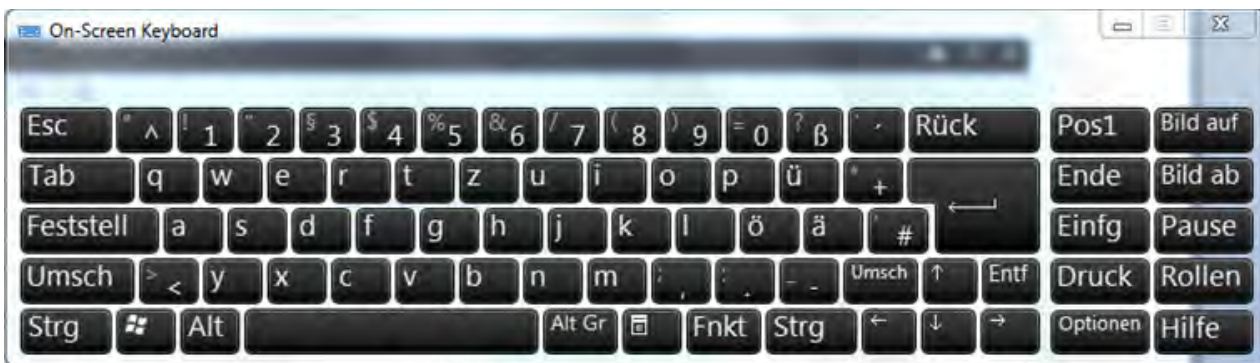 On-Screen Keyboard
Esc ° ^ ! 1 " 2 § 3 $ 4 % 5 & 6 / 7 ( 8 ) 9 = 0 ? ß ` ´ Rück Pos1 Bild auf
Tab q w e r t z u i o p ü * + Ende Bild ab
Feststell a s d f g h j k l ö ä ' # Einfg Pause
Umsch > < y x c v b n m ; , : . _ - Umsch ↑ Entf Druck Rollen
Strg Alt Alt Gr Fnkt Strg ← ↓ → Optionen Hilfe